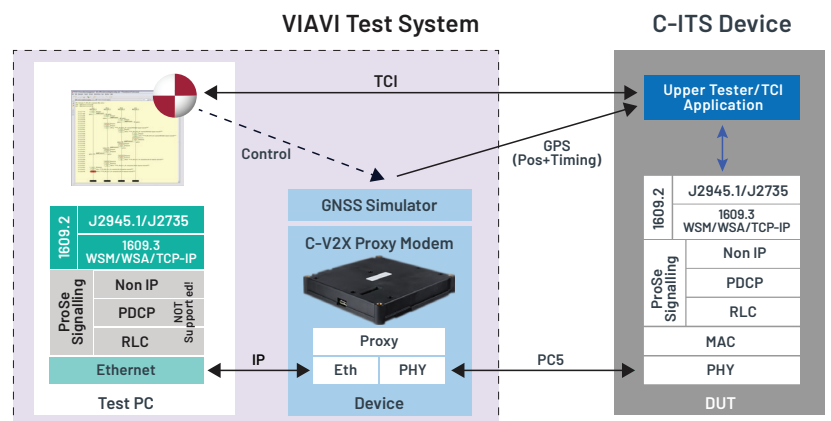 VIAVI Test System
C-ITS Device
TCI
Upper Tester/TCI
Application
Control
GPS
(Pos+Timing)
GNSS Simulator
C-V2X Proxy Modem
1609.2
J2945.1/J2735
1609.3
WSM/WSA/TCP-IP
ProSe
Signalling
Non IP
PDCP
RLC
NOT
Supported!
Ethernet
Test PC
IP
Proxy
Eth
PHY
Device
PC5
1609.2
J2945.1/J2735
1609.3
WSM/WSA/TCP-IP
ProSe
Signalling
Non IP
PDCP
RLC
MAC
PHY
DUT